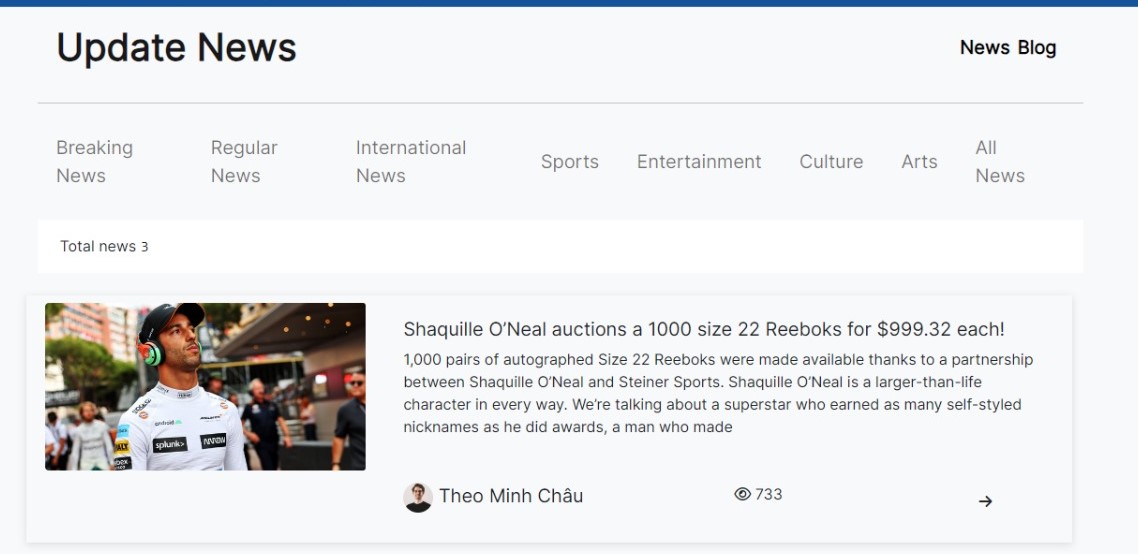 Update News
News Blog
Breaking News
Regular News
International News
Sports
Entertainment
Culture
Arts
All News
Total news 3
Shaquille O’Neal auctions a 1000 size 22 Reeboks for $999.32 each!
1,000 pairs of autographed Size 22 Reeboks were made available thanks to a partnership
between Shaquille O’Neal and Steiner Sports. Shaquille O’Neal is a larger-than-life
character in every way. We’re talking about a superstar who earned as many self-styled
nicknames as he did awards, a man who made
splunk>
ALT
Theo Minh Châu
733